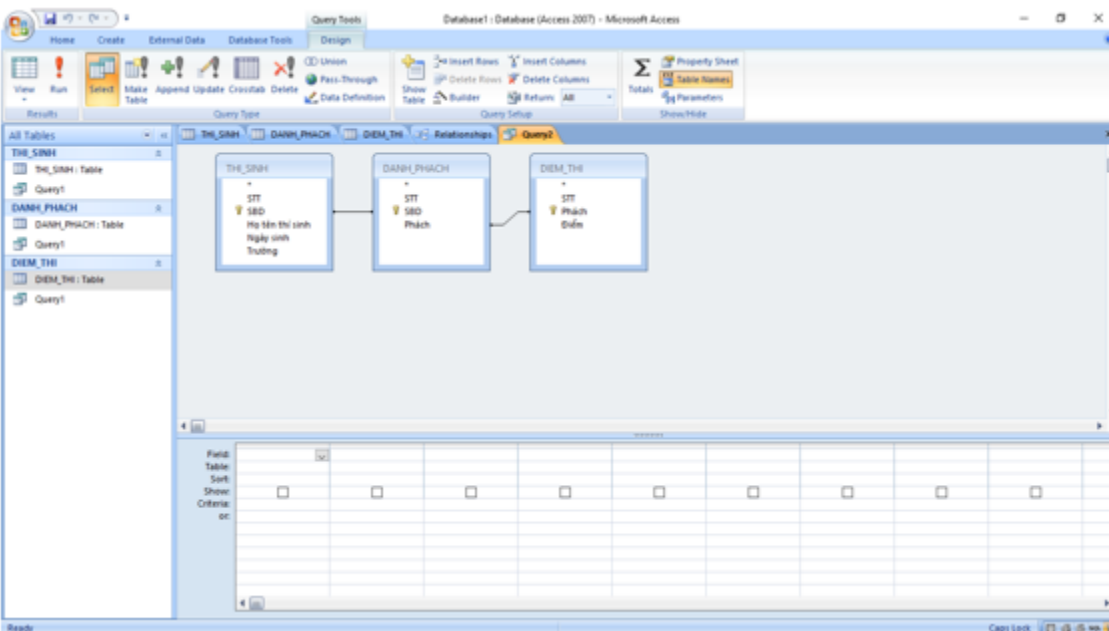 Query Tools Database1 : Database (Access 2007) - Microsoft Access
Home Create External Data Database Tools Design
View Run Select Make Table Append Update Crosstab Delete
Union
Pass-Through
Data Definition
Show Table
Insert Rows
Delete Rows
Builder
Insert Columns
Delete Columns
Return: All
Totals
Property Sheet
Table Names
Parameters
Results Query Type Query Setup Show/Hide
All Tables
THI_SINH DANH_PHACH DIEM_THI Relationships Query2
THI_SINH
THI_SINH : Table
Query1
DANH_PHACH
DANH_PHACH : Table
Query1
DIEM_THI
DIEM_THI : Table
Query1
THI_SINH
*
STT
SBD
Họ tên thí sinh
Ngày sinh
Trường
DANH_PHACH
*
STT
SBD
Phách
DIEM_THI
*
STT
Phách
Điểm
Field:
Table:
Sort:
Show:
Criteria:
or:
Ready Caps Lock